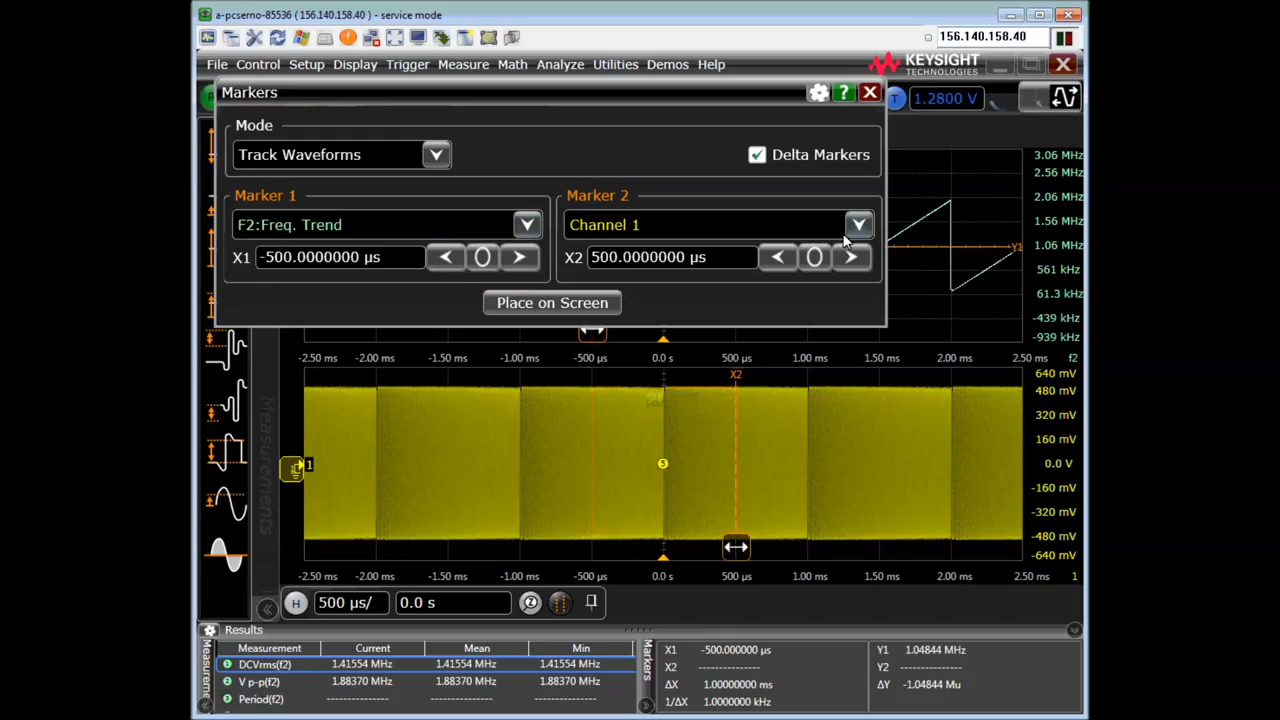 a-pcserno-85536 (156.140.158.40) - service mode
156.140.158.40
File Control Setup Display Trigger Measure Math Analyze Utilities Demos Help
KEYSIGHT
TECHNOLOGIES
X
Markers
?
X
T
1.2800 V
Mode
Track Waveforms
Delta Markers
Marker 1
Marker 2
F2:Freq. Trend
Channel 1
X1 -500.0000000 µs
X2 500.0000000 µs
Place on Screen
3.06 MHz
2.56 MHz
2.06 MHz
1.56 MHz
1.06 MHz
Y1
561 kHz
61.3 kHz
-439 kHz
-939 kHz
-2.50 ms -2.00 ms -1.50 ms -1.00 ms -500 µs 0.0 s 500 µs 1.00 ms 1.50 ms 2.00 ms 2.50 ms f2
X2
640 mV
480 mV
320 mV
160 mV
0.0 V
-160 mV
-320 mV
-480 mV
-640 mV
Measurements
1
-2.50 ms -2.00 ms -1.50 ms -1.00 ms -500 µs 0.0 s 500 µs 1.00 ms 1.50 ms 2.00 ms 2.50 ms 1
H 500 µs/ 0.0 s Z
Results
Measurement Current Mean Min
1 DCVrms(f2) 1.41554 MHz 1.41554 MHz 1.41554 MHz
2 V p-p(f2) 1.88370 MHz 1.88370 MHz 1.88370 MHz
3 Period(f2) --------------- --------------- ---------------
Measureme
Markers
X1 -500.000000 µs Y1 1.04844 MHz
X2 --------------- Y2 ---------------
ΔX 1.00000000 ms ΔY -1.04844 Mu
1/ΔX 1.0000000 kHz